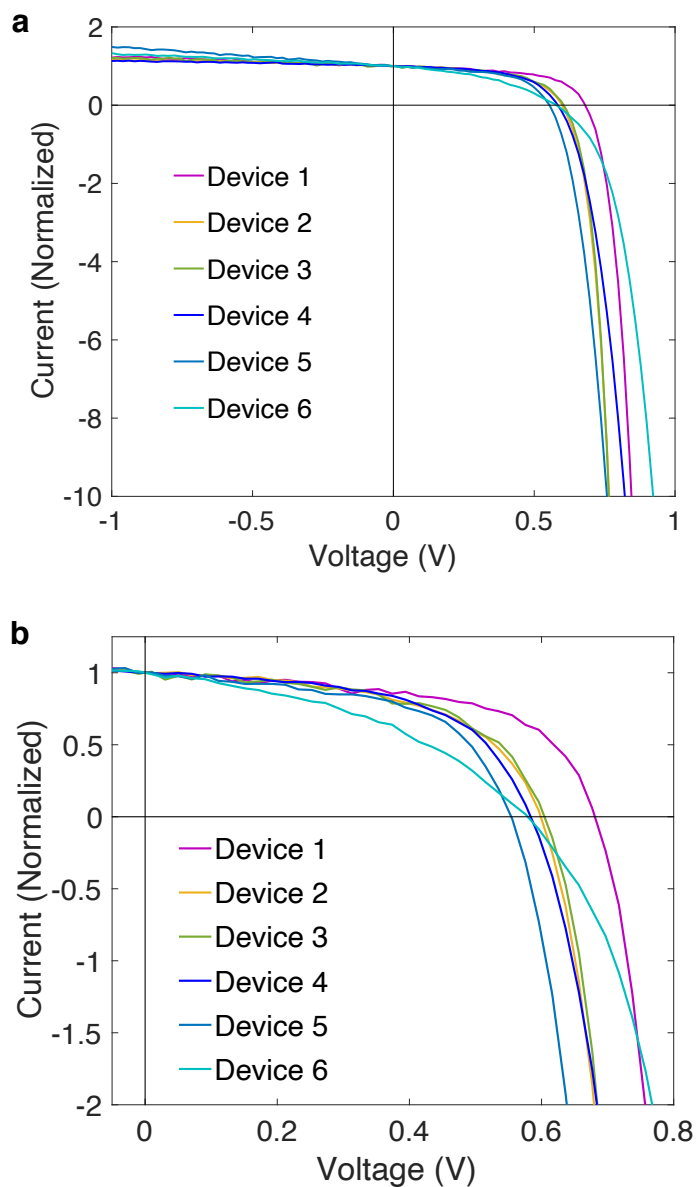 a
2
0
-2
-4
-6
-8
-10
Current (Normalized)
Device 1
Device 2
Device 3
Device 4
Device 5
Device 6
-1
-0.5
0
0.5
1
Voltage (V)
b
1
0.5
0
-0.5
-1
-1.5
-2
Current (Normalized)
Device 1
Device 2
Device 3
Device 4
Device 5
Device 6
0
0.2
0.4
0.6
0.8
Voltage (V)